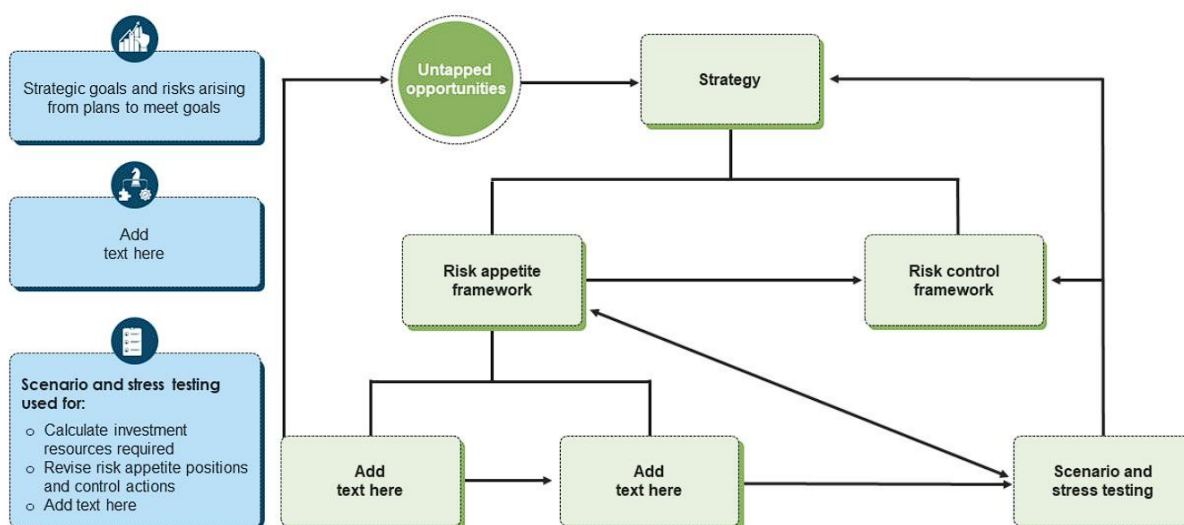 Strategic goals and risks arising
from plans to meet goals
Add
text here
Scenario and stress testing
used for:
o Calculate investment
resources required
o Revise risk appetite positions
and control actions
o Add text here
Untapped
opportunities
Strategy
Risk appetite
framework
Risk control
framework
Add
text here
Add
text here
Scenario and
stress testing